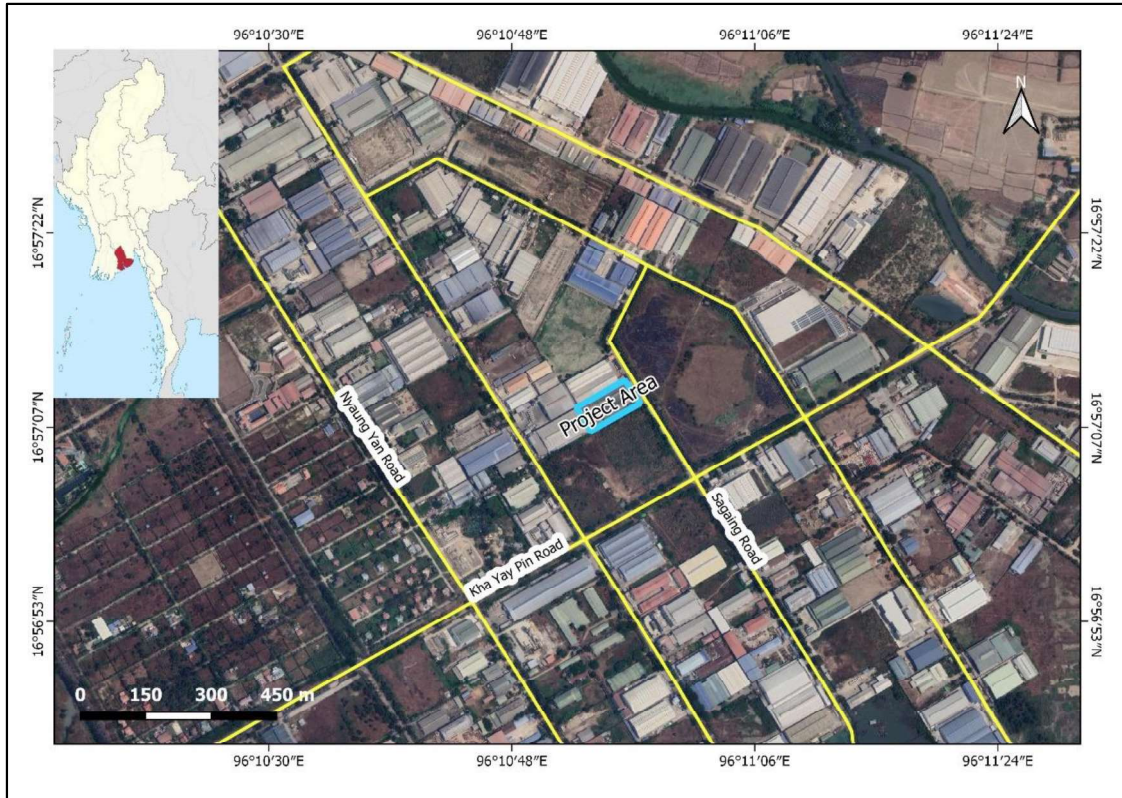 96°10′30″E 96°10′48″E 96°11′06″E 96°11′24″E
N
16°57′22″N
16°57′22″N
Project Area
16°57′07″N
16°57′07″N
Nyaung Yan Road
Sagaing Road
Kha Yay Pin Road
16°56′53″N
16°56′53″N
0 150 300 450 m
96°10′30″E 96°10′48″E 96°11′06″E 96°11′24″E